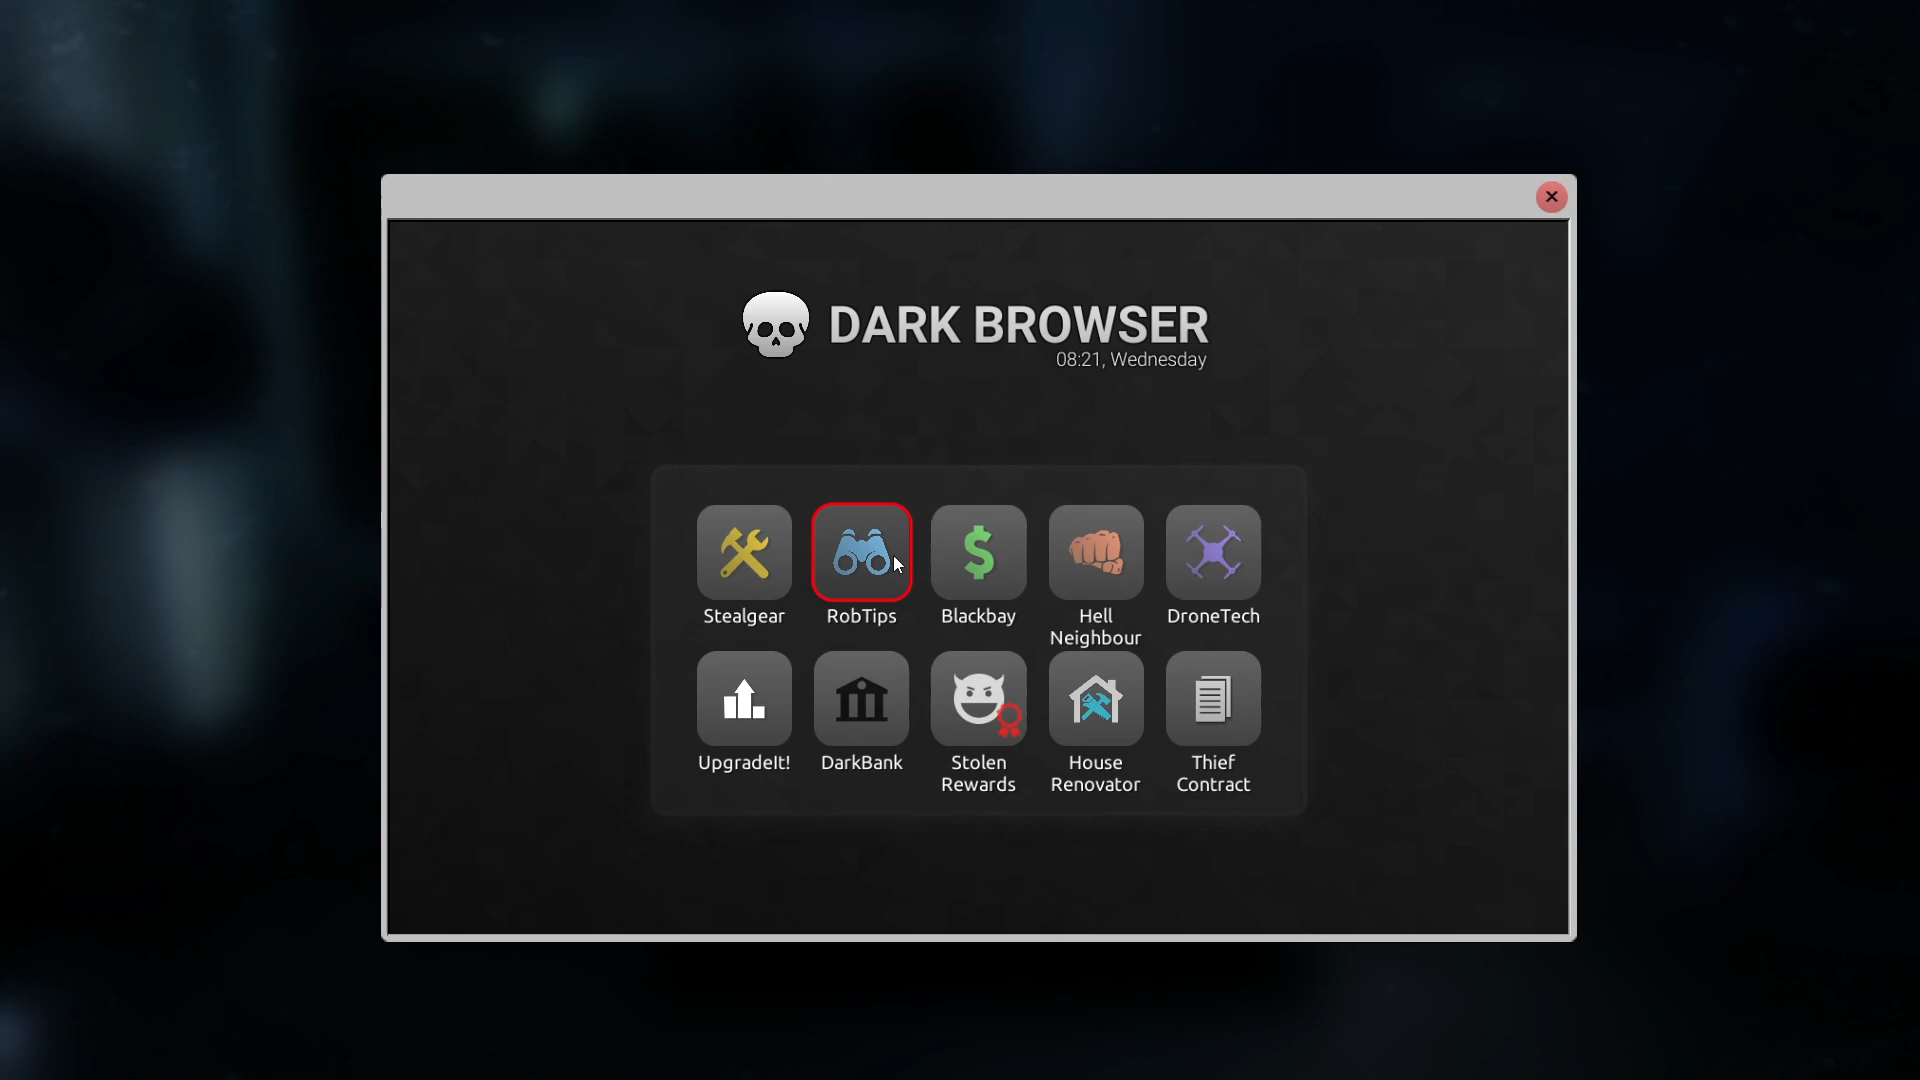 DARK BROWSER
08:21, Wednesday
Stealgear
RobTips
Blackbay
Hell
Neighbour
DroneTech
UpgradeIt!
DarkBank
Stolen
Rewards
House
Renovator
Thief
Contract